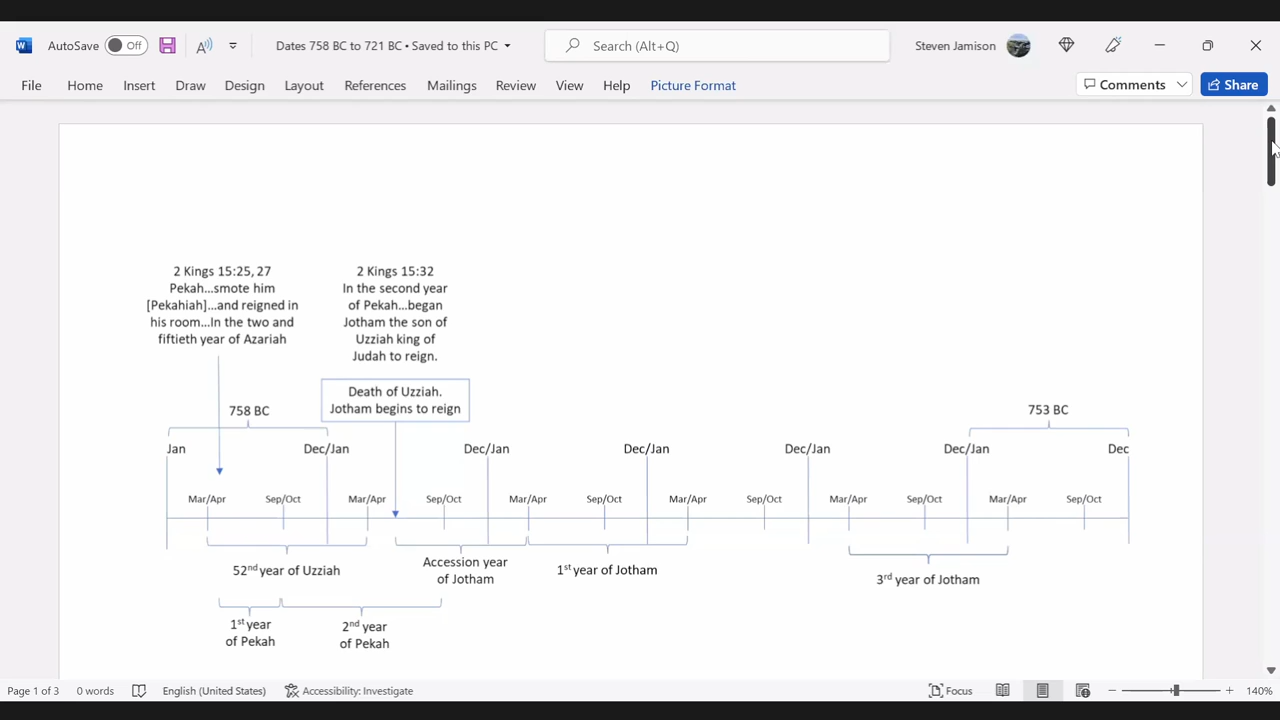 AutoSave Off
Dates 758 BC to 721 BC • Saved to this PC
Search (Alt+Q)
Steven Jamison
File Home Insert Draw Design Layout References Mailings Review View Help Picture Format
Comments
Share
2 Kings 15:25, 27
Pekah...smote him
[Pekahiah]...and reigned in
his room...In the two and
fiftieth year of Azariah
2 Kings 15:32
In the second year
of Pekah...began
Jotham the son of
Uzziah king of
Judah to reign.
Death of Uzziah.
Jotham begins to reign
758 BC
753 BC
Jan Dec/Jan Dec/Jan Dec/Jan Dec/Jan Dec/Jan Dec
Mar/Apr Sep/Oct Mar/Apr Sep/Oct Mar/Apr Sep/Oct Mar/Apr Sep/Oct Mar/Apr Sep/Oct Mar/Apr Sep/Oct
52nd year of Uzziah
Accession year
of Jotham
1st year of Jotham
3rd year of Jotham
1st year
of Pekah
2nd year
of Pekah
Page 1 of 3 0 words English (United States) Accessibility: Investigate Focus 140%